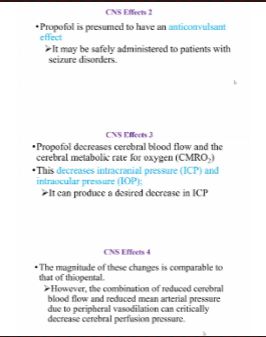 CNS Effects 2
•Propofol is presumed to have an anticonvulsant
effect
➤It may be safely administered to patients with
seizure disorders.
CNS Effects 3
•Propofol decreases cerebral blood flow and the
cerebral metabolic rate for oxygen (CMRO₂)
•This decreases intracranial pressure (ICP) and
intraocular pressure (IOP);
➤It can produce a desired decrease in ICP
CNS Effects 4
•The magnitude of these changes is comparable to
that of thiopental.
➤However, the combination of reduced cerebral
blood flow and reduced mean arterial pressure
due to peripheral vasodilation can critically
decrease cerebral perfusion pressure.